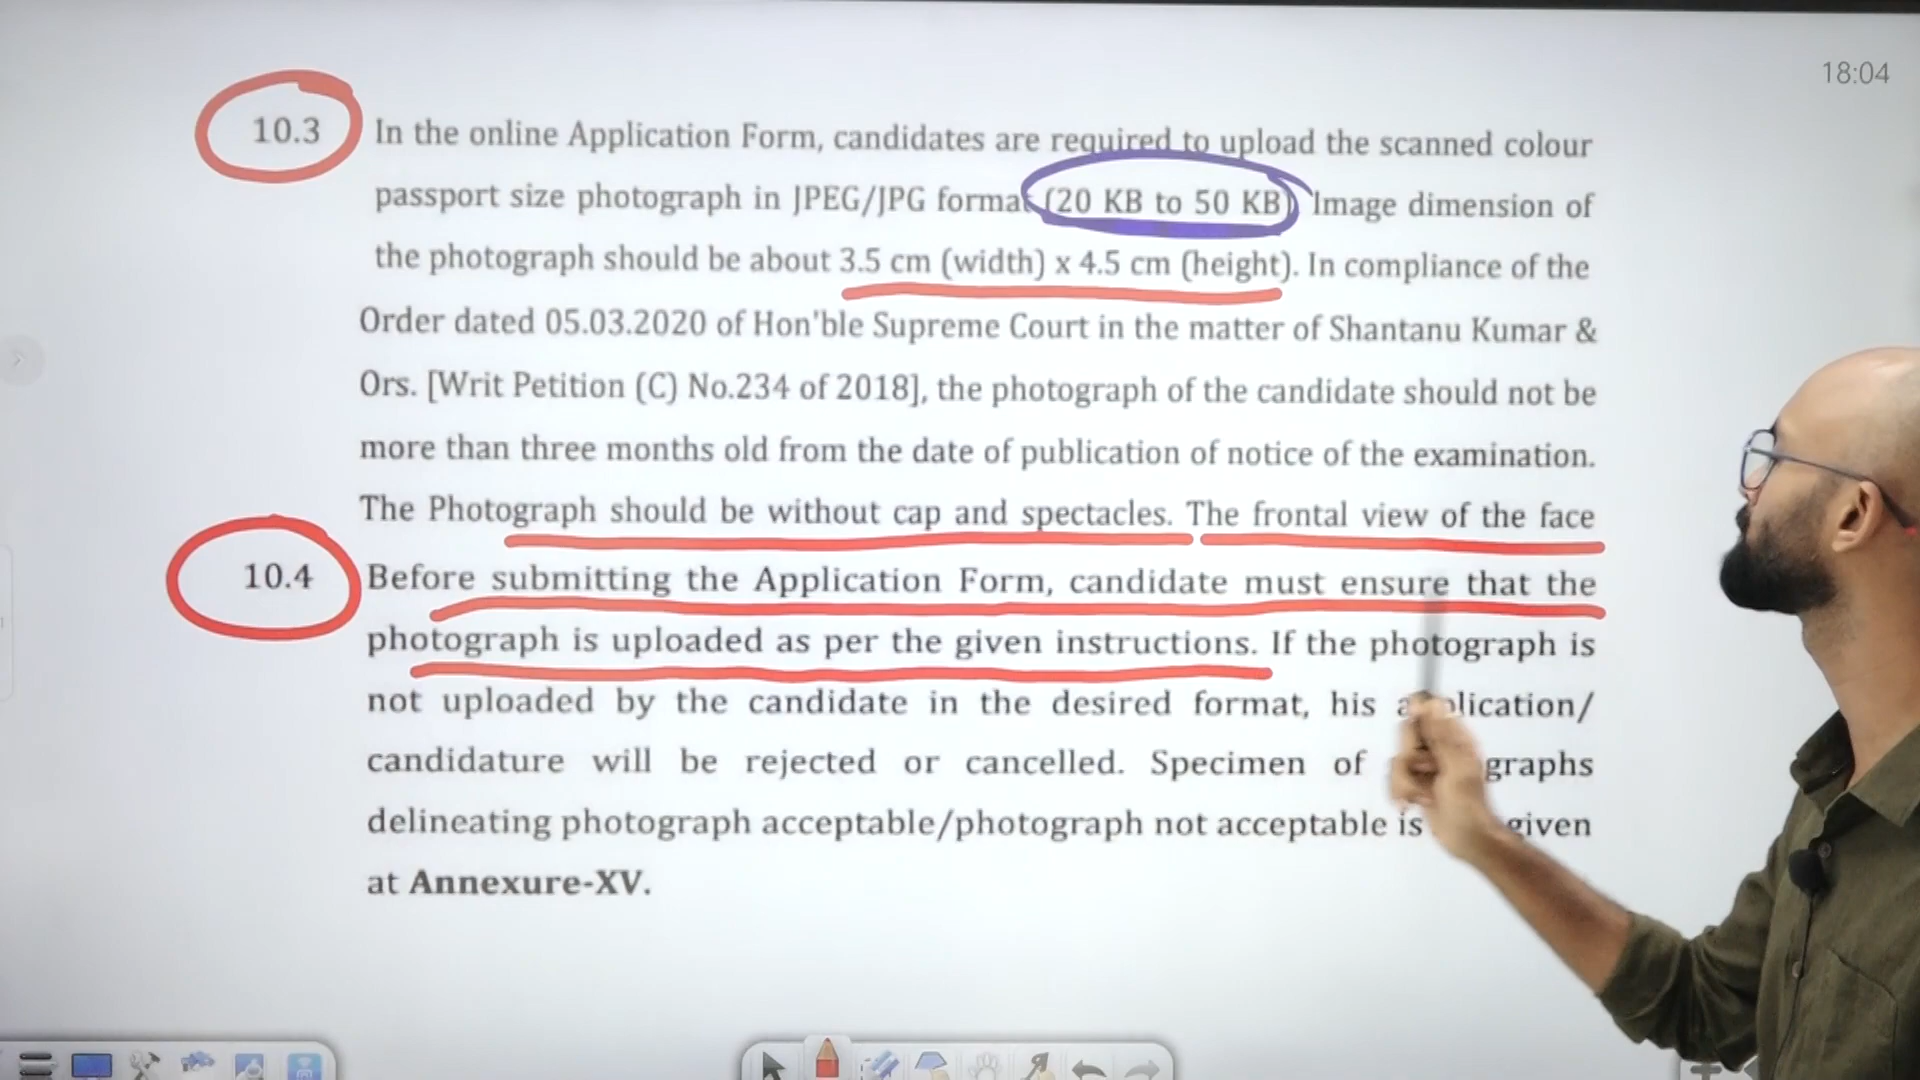 18:04
10.3 In the online Application Form, candidates are required to upload the scanned colour
passport size photograph in JPEG/JPG format (20 KB to 50 KB) Image dimension of
the photograph should be about 3.5 cm (width) x 4.5 cm (height). In compliance of the
Order dated 05.03.2020 of Hon'ble Supreme Court in the matter of Shantanu Kumar &
Ors. [Writ Petition (C) No.234 of 2018], the photograph of the candidate should not be
more than three months old from the date of publication of notice of the examination.
The Photograph should be without cap and spectacles. The frontal view of the face
10.4 Before submitting the Application Form, candidate must ensure that the
photograph is uploaded as per the given instructions. If the photograph is
not uploaded by the candidate in the desired format, his
candidature will be rejected or cancelled. Specimen of
delineating photograph acceptable/photograph not acceptable is given
at Annexure-XV.